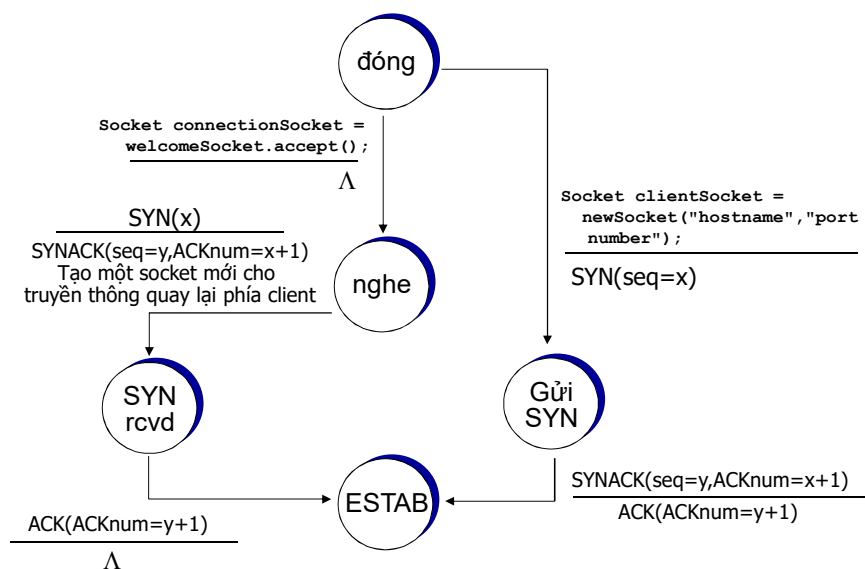 đóng
Socket connectionSocket =
welcomeSocket.accept();
Λ
Socket clientSocket =
newSocket("hostname","port
number");
SYN(seq=x)
SYN(x)
SYNACK(seq=y,ACKnum=x+1)
Tạo một socket mới cho
truyền thông quay lại phía client
nghe
SYN
rcvd
Gửi
SYN
ESTAB
SYNACK(seq=y,ACKnum=x+1)
ACK(ACKnum=y+1)
ACK(ACKnum=y+1)
Λ